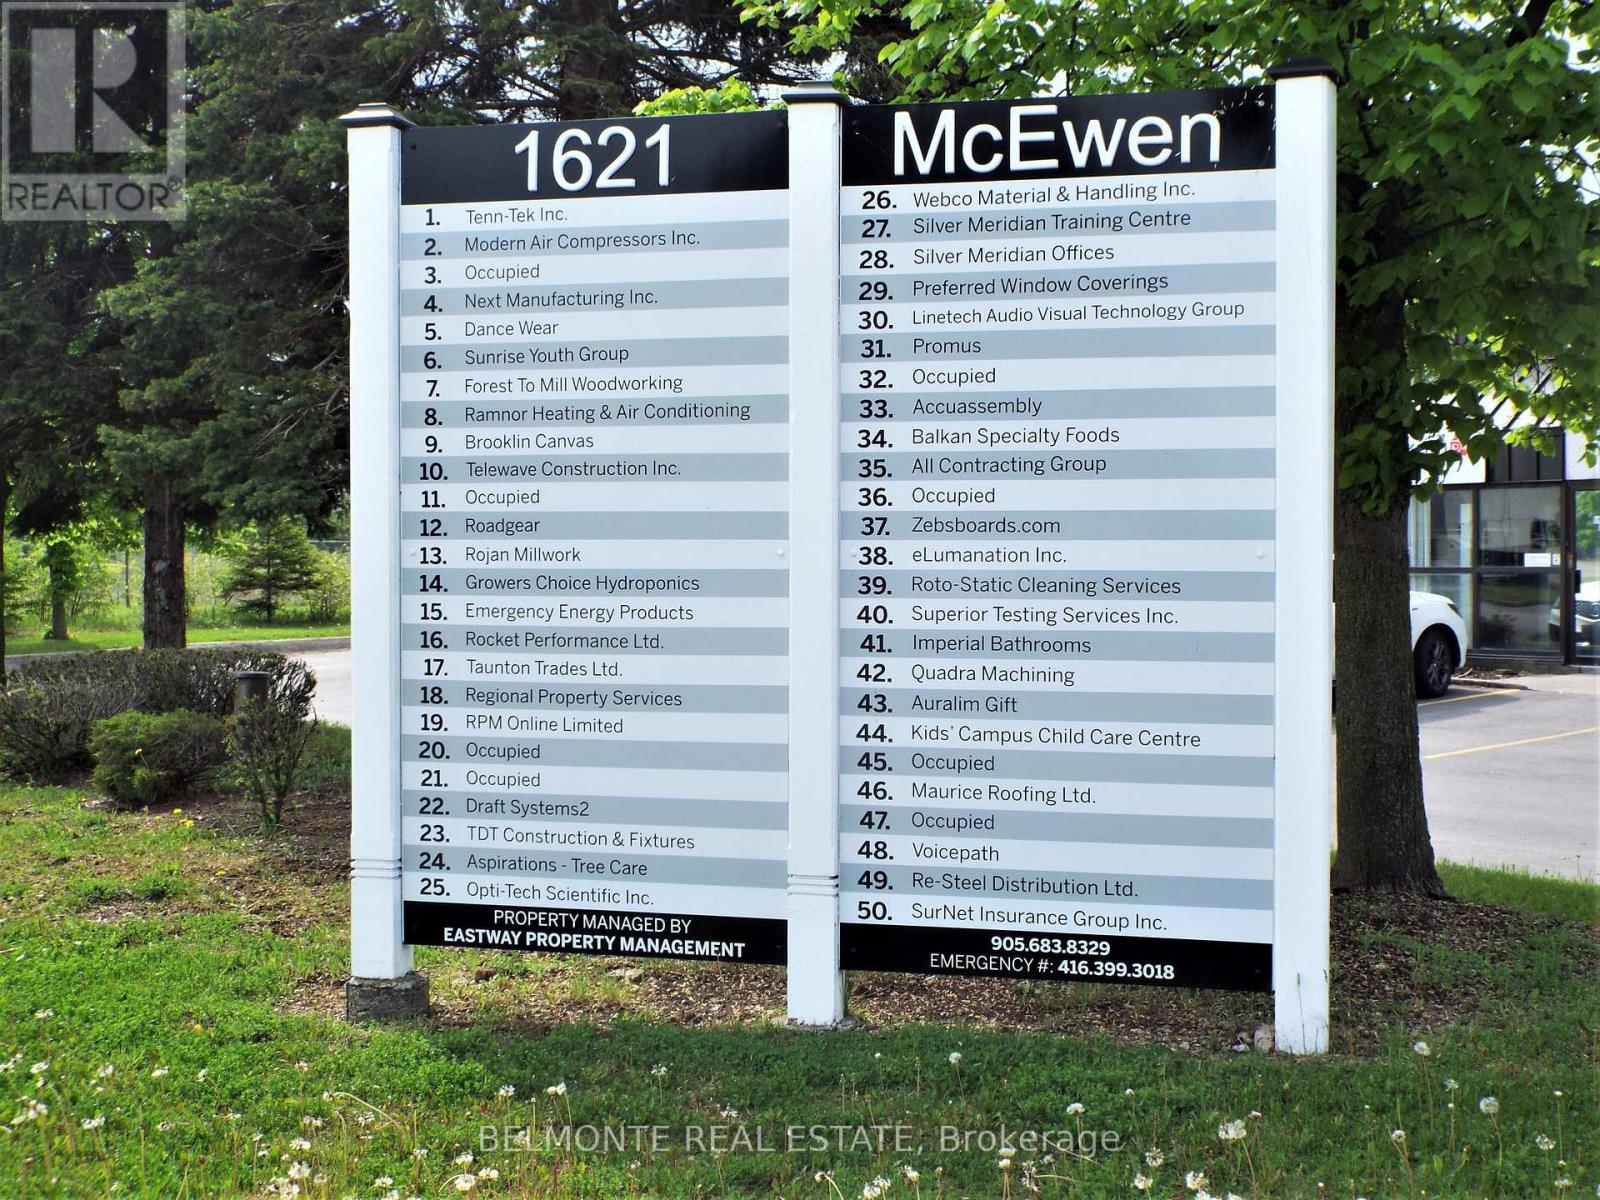 REALTOR®
1621
1. Tenn-Tek Inc.
2. Modern Air Compressors Inc.
3. Occupied
4. Next Manufacturing Inc.
5. Dance Wear
6. Sunrise Youth Group
7. Forest To Mill Woodworking
8. Ramnor Heating & Air Conditioning
9. Brooklin Canvas
10. Telewave Construction Inc.
11. Occupied
12. Roadgear
13. Rojan Millwork
14. Growers Choice Hydroponics
15. Emergency Energy Products
16. Rocket Performance Ltd.
17. Taunton Trades Ltd.
18. Regional Property Services
19. RPM Online Limited
20. Occupied
21. Occupied
22. Draft Systems2
23. TDT Construction & Fixtures
24. Aspirations - Tree Care
25. Opti-Tech Scientific Inc.
PROPERTY MANAGED BY
EASTWAY PROPERTY MANAGEMENT
McEwen
26. Webco Material & Handling Inc.
27. Silver Meridian Training Centre
28. Silver Meridian Offices
29. Preferred Window Coverings
30. Linetech Audio Visual Technology Group
31. Promus
32. Occupied
33. Accuassembly
34. Balkan Specialty Foods
35. All Contracting Group
36. Occupied
37. Zebsboards.com
38. eLumanation Inc.
39. Roto-Static Cleaning Services
40. Superior Testing Services Inc.
41. Imperial Bathrooms
42. Quadra Machining
43. Auralim Gift
44. Kids' Campus Child Care Centre
45. Occupied
46. Maurice Roofing Ltd.
47. Occupied
48. Voicepath
49. Re-Steel Distribution Ltd.
50. SurNet Insurance Group Inc.
905.683.8329
EMERGENCY #: 416.399.3018
BELMONTE REAL ESTATE, Brokerage